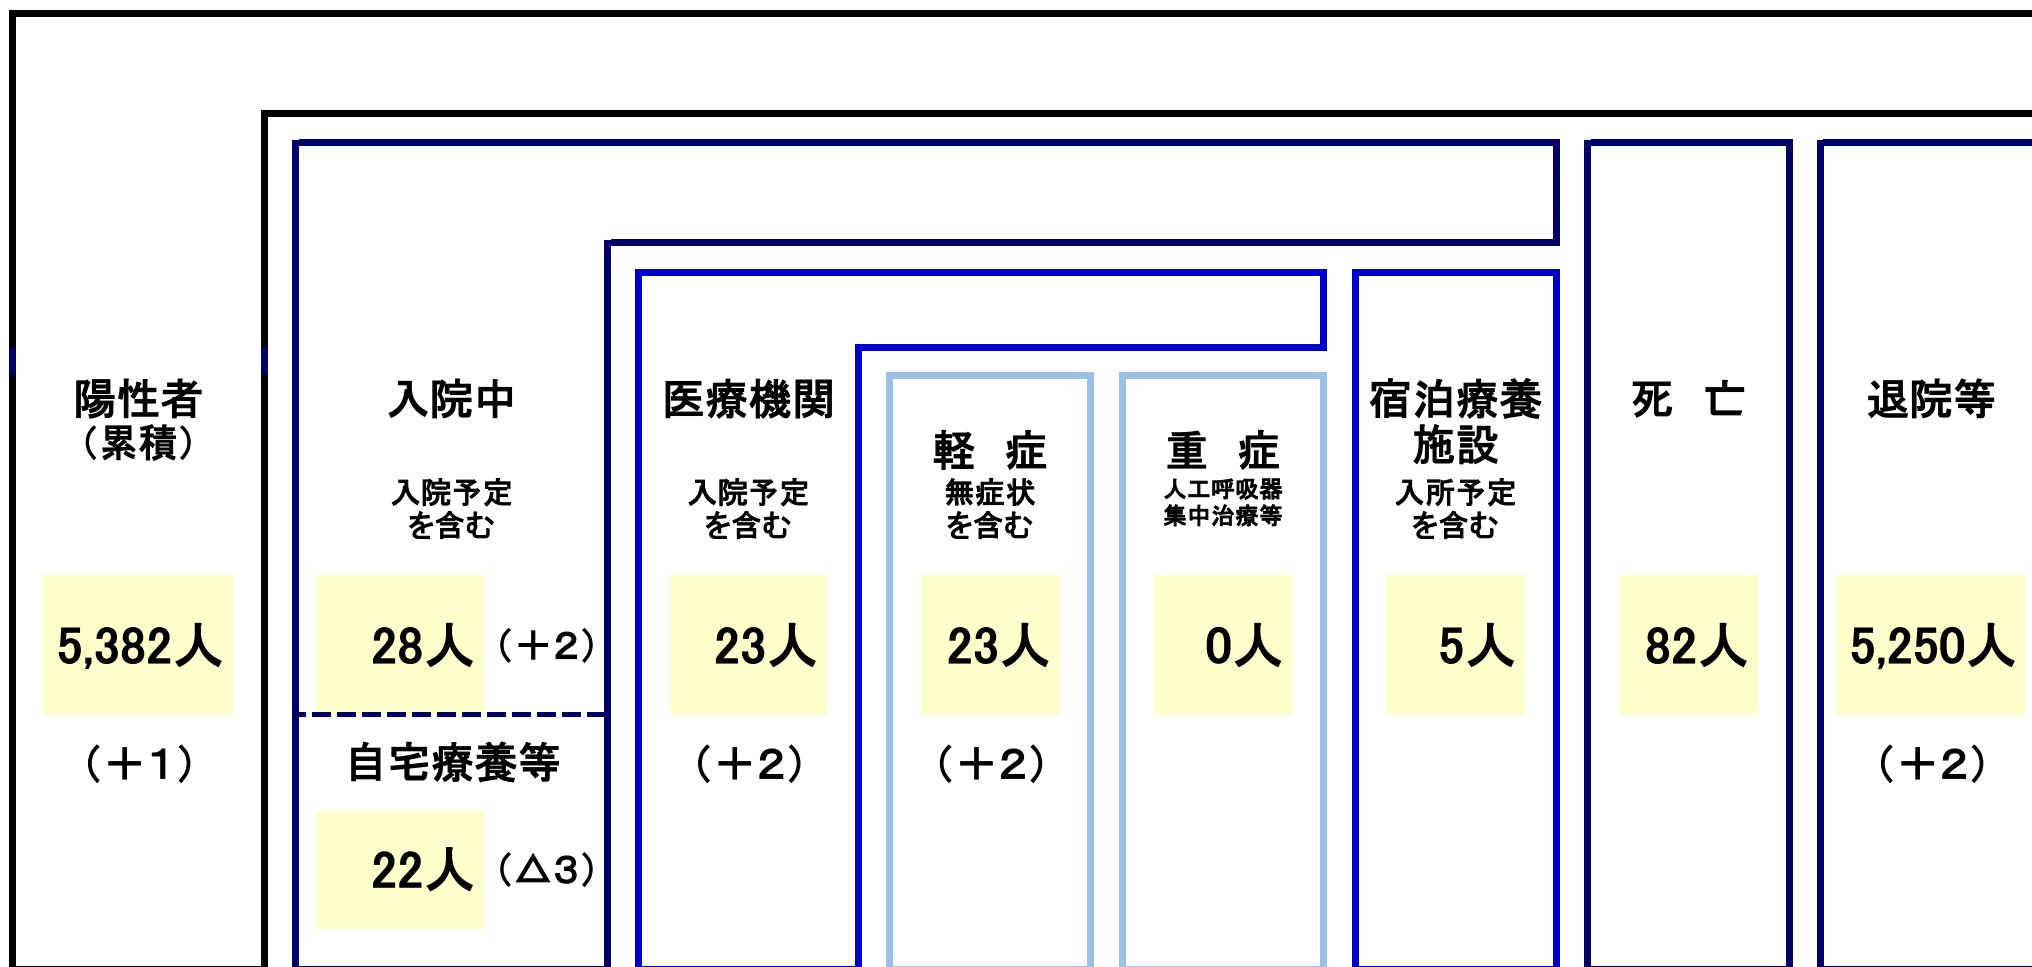 陽性者
（累積）
5,382人
（＋1）
入院中
入院予定
を含む
28人（＋2）
自宅療養等
22人（△3）
医療機関
入院予定
を含む
23人
（＋2）
軽　症
無症状
を含む
23人
（＋2）
重　症
人工呼吸器
集中治療等
0人
宿泊療養
施設
入所予定
を含む
5人
死　亡
82人
退院等
5,250人
（＋2）